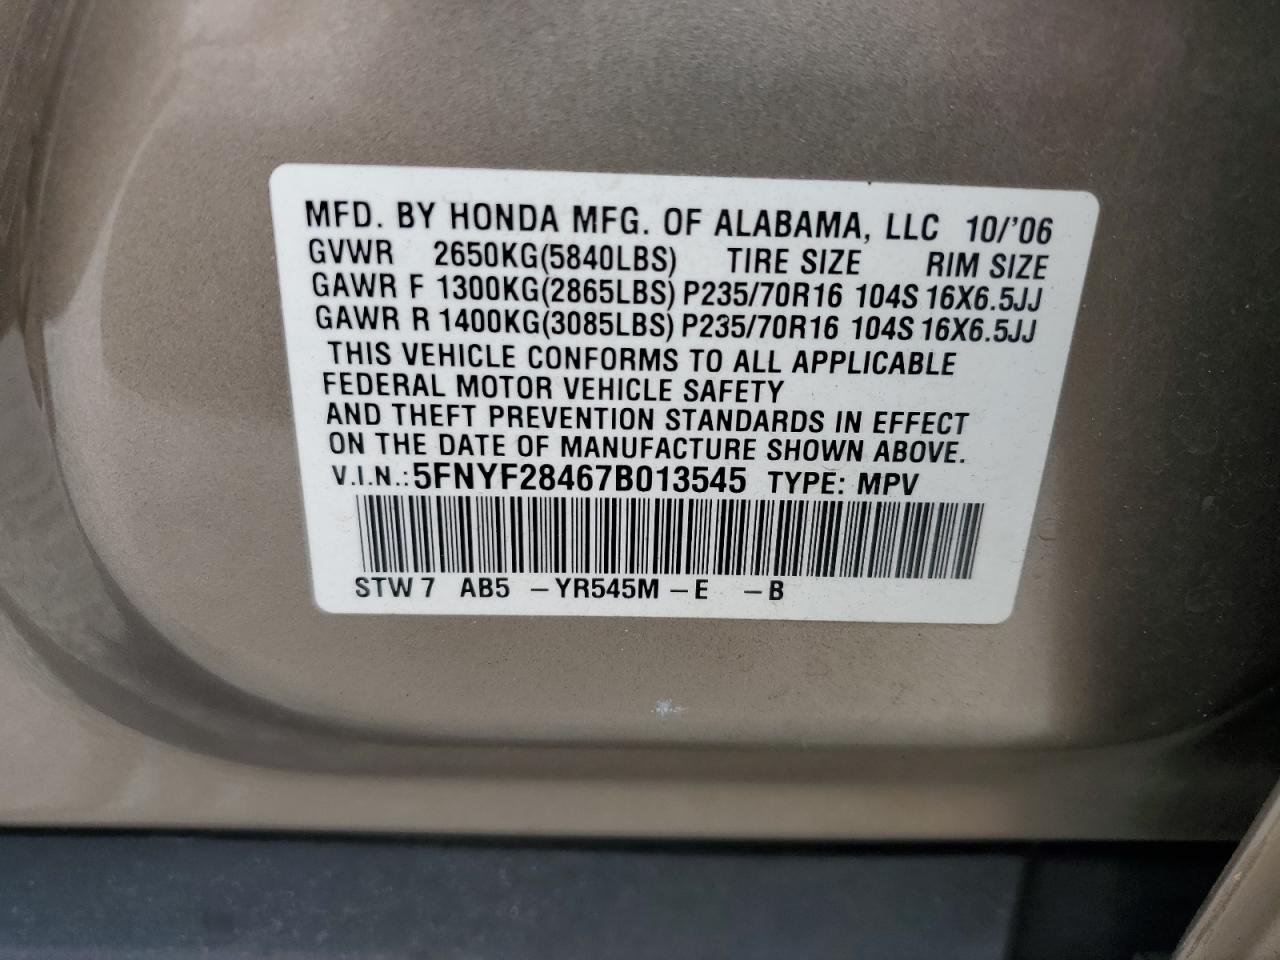 MFD. BY HONDA MFG. OF ALABAMA, LLC 10/'06
GVWR 2650KG(5840LBS) TIRE SIZE RIM SIZE
GAWR F 1300KG(2865LBS) P235/70R16 104S 16X6.5JJ
GAWR R 1400KG(3085LBS) P235/70R16 104S 16X6.5JJ
THIS VEHICLE CONFORMS TO ALL APPLICABLE
FEDERAL MOTOR VEHICLE SAFETY
AND THEFT PREVENTION STANDARDS IN EFFECT
ON THE DATE OF MANUFACTURE SHOWN ABOVE.
V.I.N.: 5FNYF28467B013545 TYPE: MPV
STW 7 AB5 -YR545M -E -B